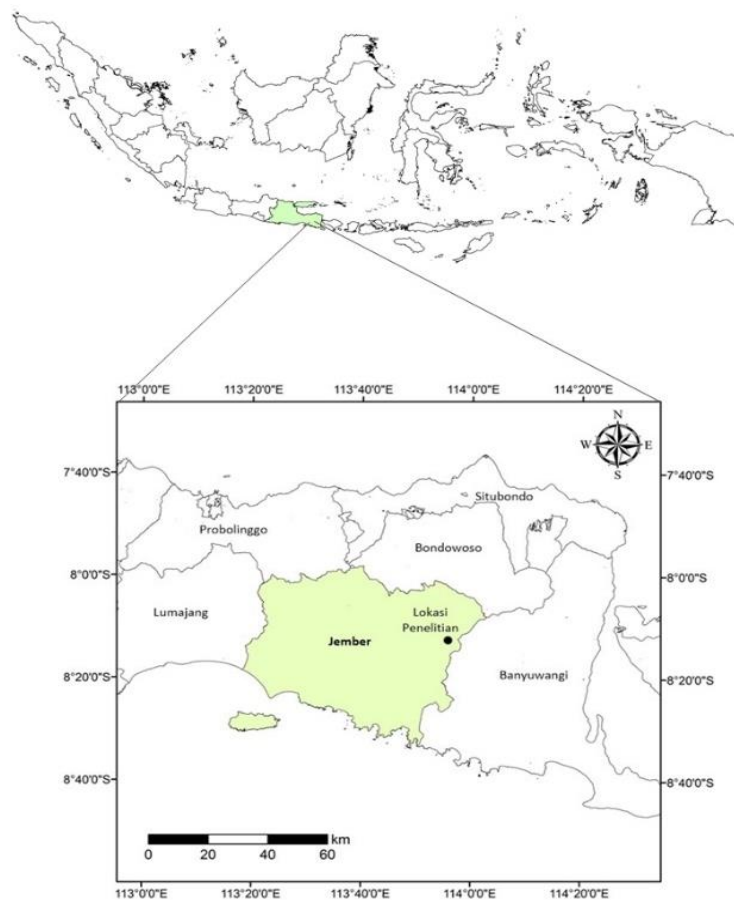 113°0'0"E 113°20'0"E 113°40'0"E 114°0'0"E 114°20'0"E
N
W E
S
7°40'0"S 7°40'0"S
Situbondo
Probolinggo
Bondowoso
8°0'0"S 8°0'0"S
Lumajang
Lokasi
Penelitian
Jember
Banyuwangi
8°20'0"S 8°20'0"S
8°40'0"S 8°40'0"S
km
0 20 40 60
113°0'0"E 113°20'0"E 113°40'0"E 114°0'0"E 114°20'0"E